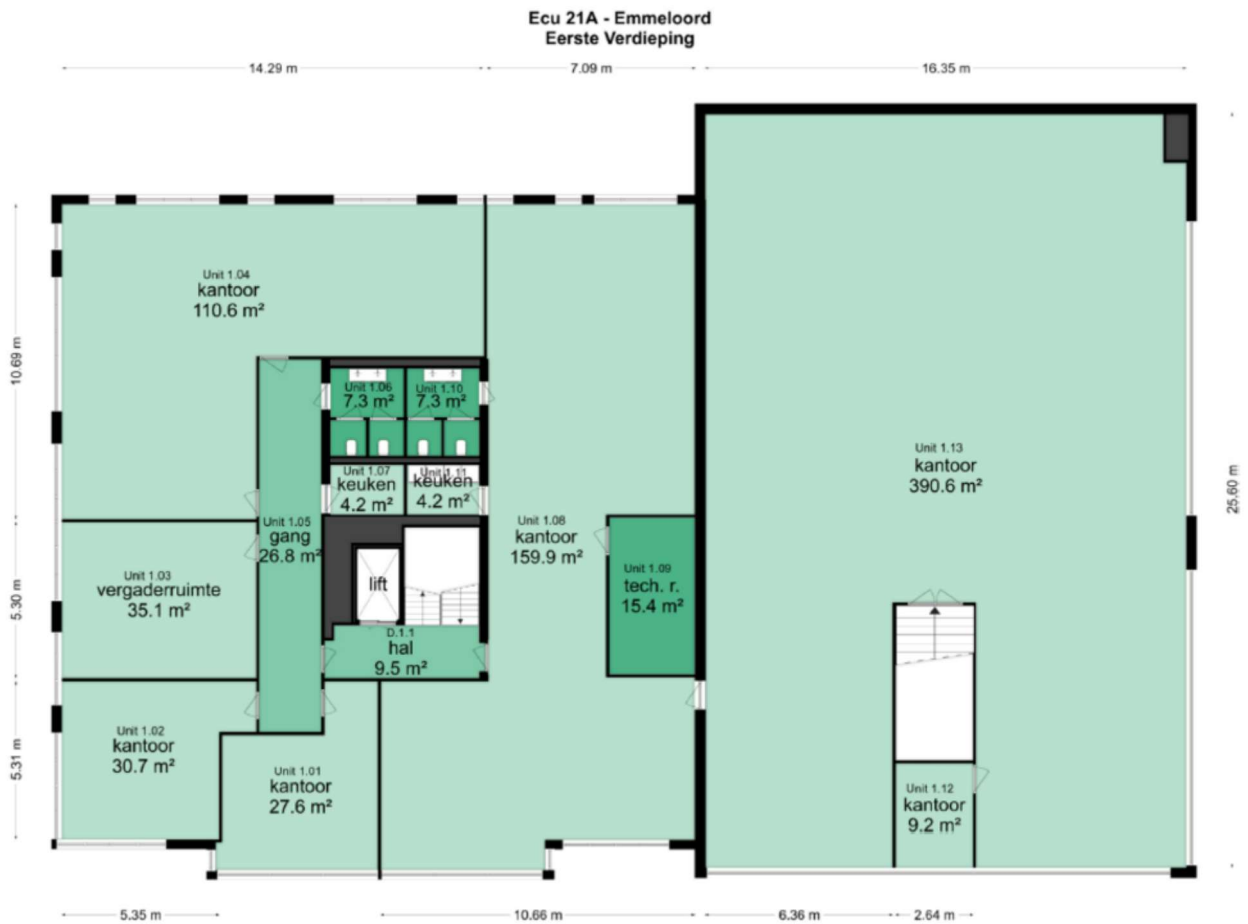 Ecu 21A - Emmeloord
Eerste Verdieping
14.29 m
7.09 m
16.35 m
10.69 m
5.30 m
5.31 m
25.60 m
Unit 1.04
kantoor
110.6 m²
Unit 1.06
7.3 m²
Unit 1.10
7.3 m²
Unit 1.07
keuken
4.2 m²
Unit 1.11
keuken
4.2 m²
Unit 1.13
kantoor
390.6 m²
Unit 1.05
gang
26.8 m²
Unit 1.08
kantoor
159.9 m²
Unit 1.03
vergaderruimte
35.1 m²
lift
Unit 1.09
tech. r.
15.4 m²
D.1.1
hal
9.5 m²
Unit 1.02
kantoor
30.7 m²
Unit 1.01
kantoor
27.6 m²
Unit 1.12
kantoor
9.2 m²
5.35 m
10.66 m
6.36 m
2.64 m